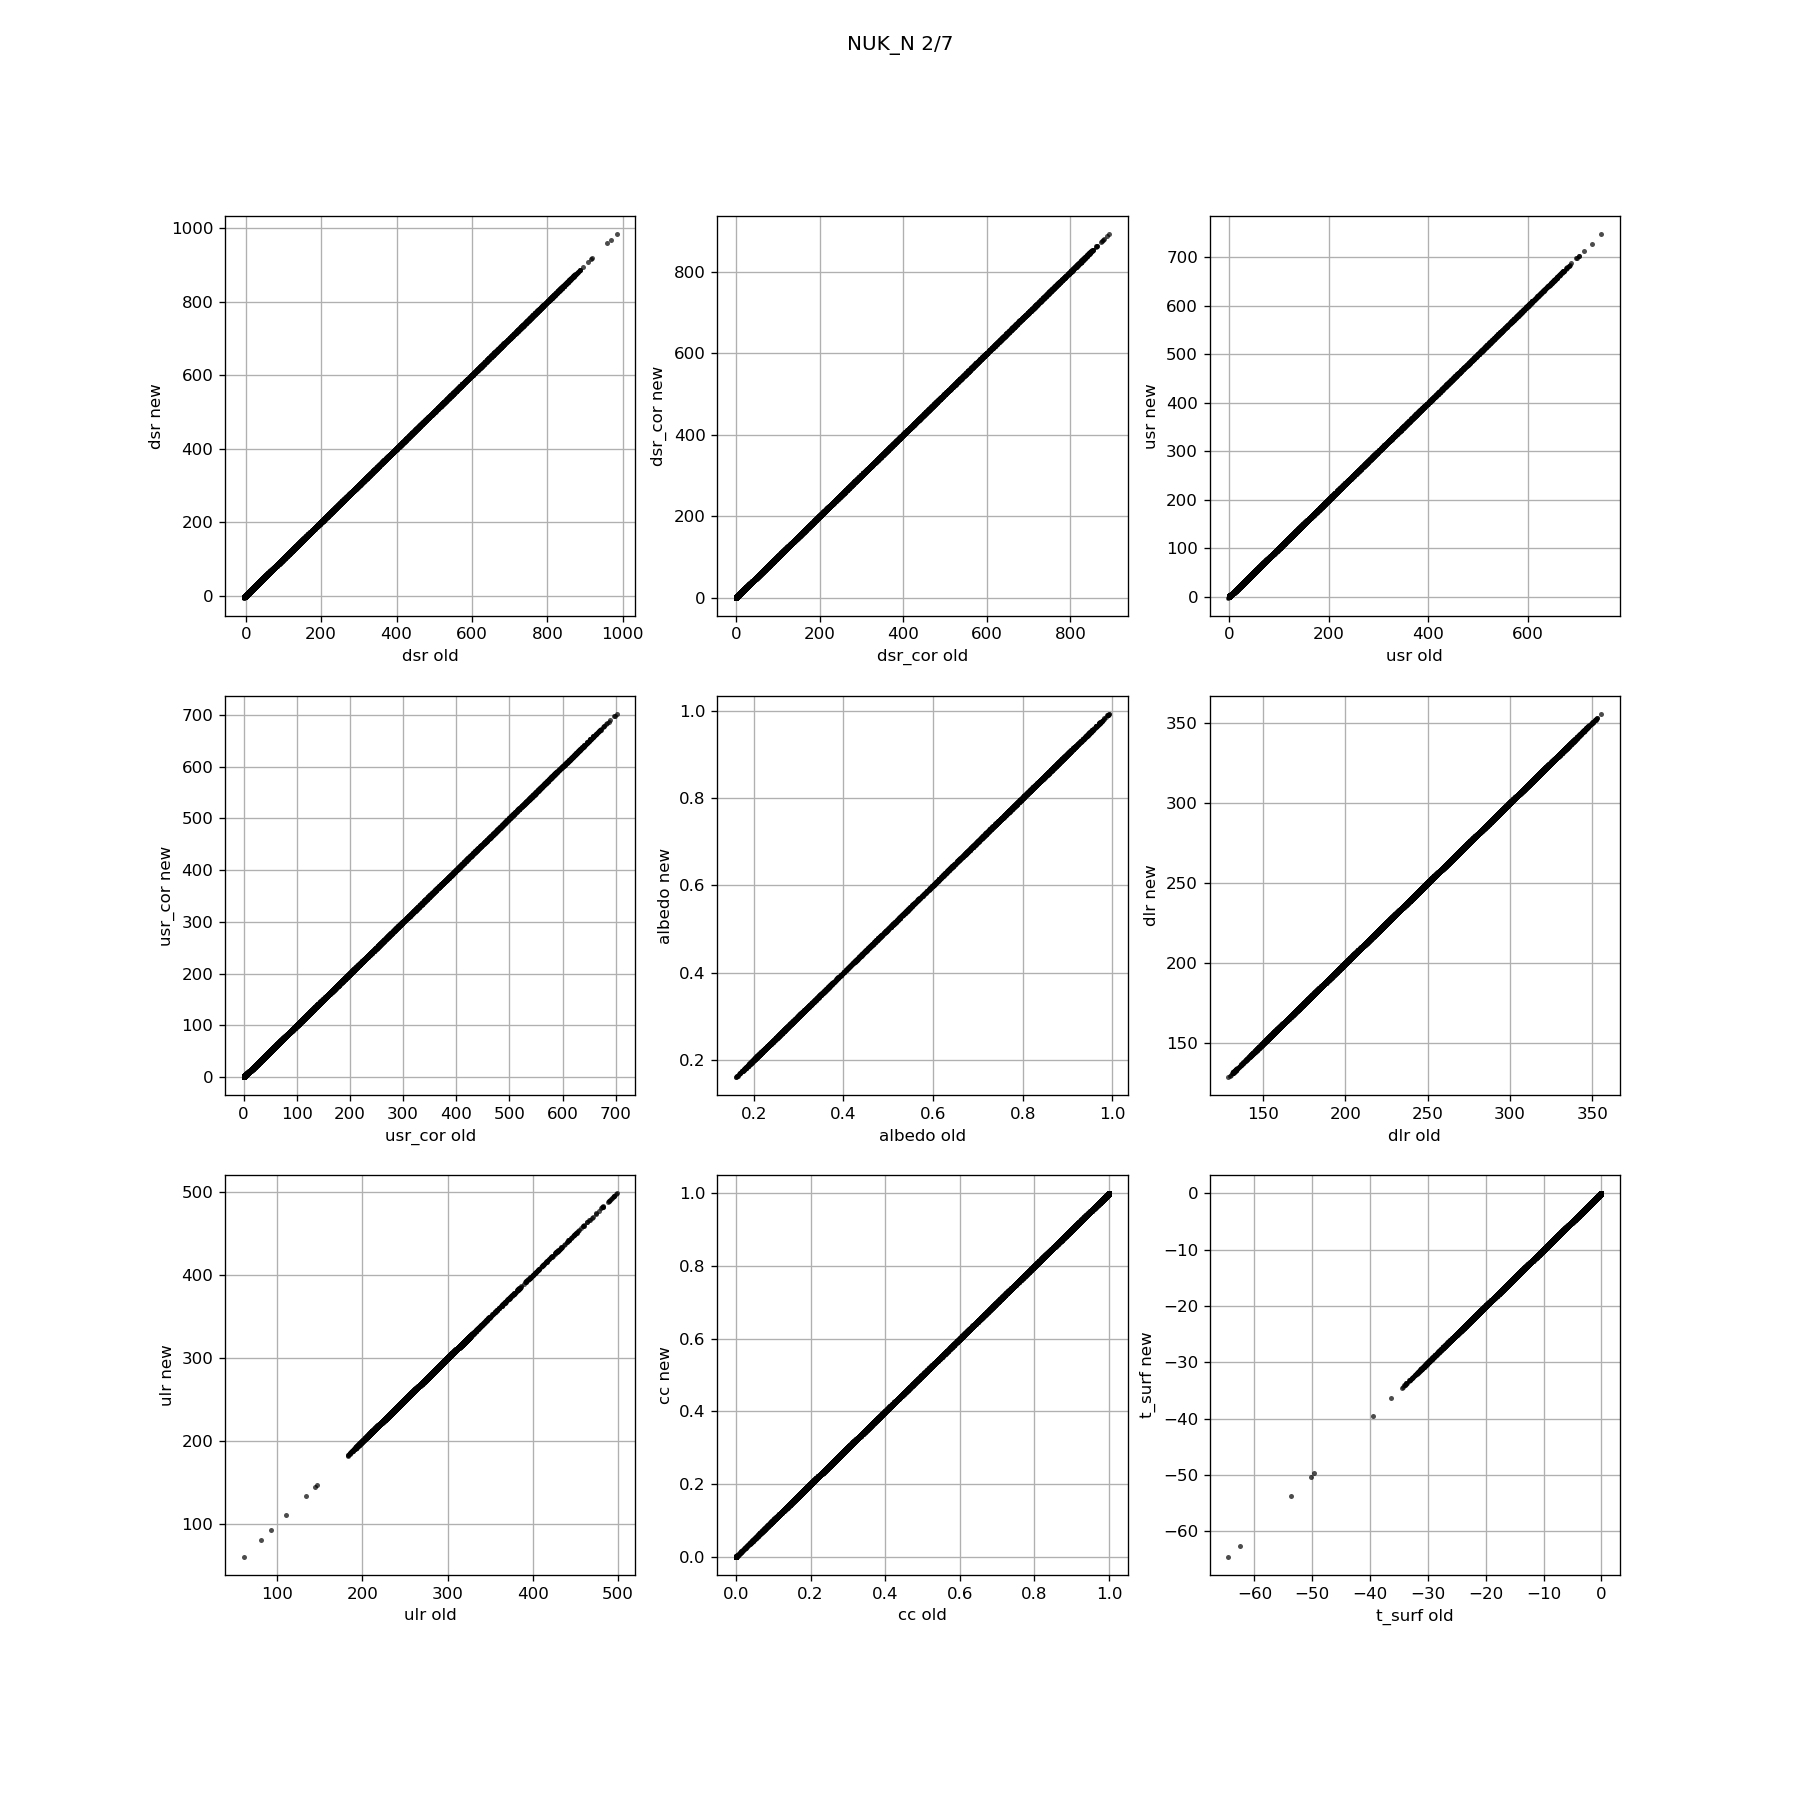 NUK_N 2/7
1000
800
600
400
200
0
dsr new
0 200 400 600 800 1000
dsr old
800
600
400
200
0
dsr_cor new
0 200 400 600 800
dsr_cor old
700
600
500
400
300
200
100
0
usr new
0 200 400 600
usr old
700
600
500
400
300
200
100
0
usr_cor new
0 100 200 300 400 500 600 700
usr_cor old
1.0
0.8
0.6
0.4
0.2
albedo new
0.2 0.4 0.6 0.8 1.0
albedo old
350
300
250
200
150
dlr new
150 200 250 300 350
dlr old
500
400
300
200
100
ulr new
100 200 300 400 500
ulr old
1.0
0.8
0.6
0.4
0.2
0.0
cc new
0.0 0.2 0.4 0.6 0.8 1.0
cc old
0
−10
−20
−30
−40
−50
−60
t_surf new
−60 −50 −40 −30 −20 −10 0
t_surf old